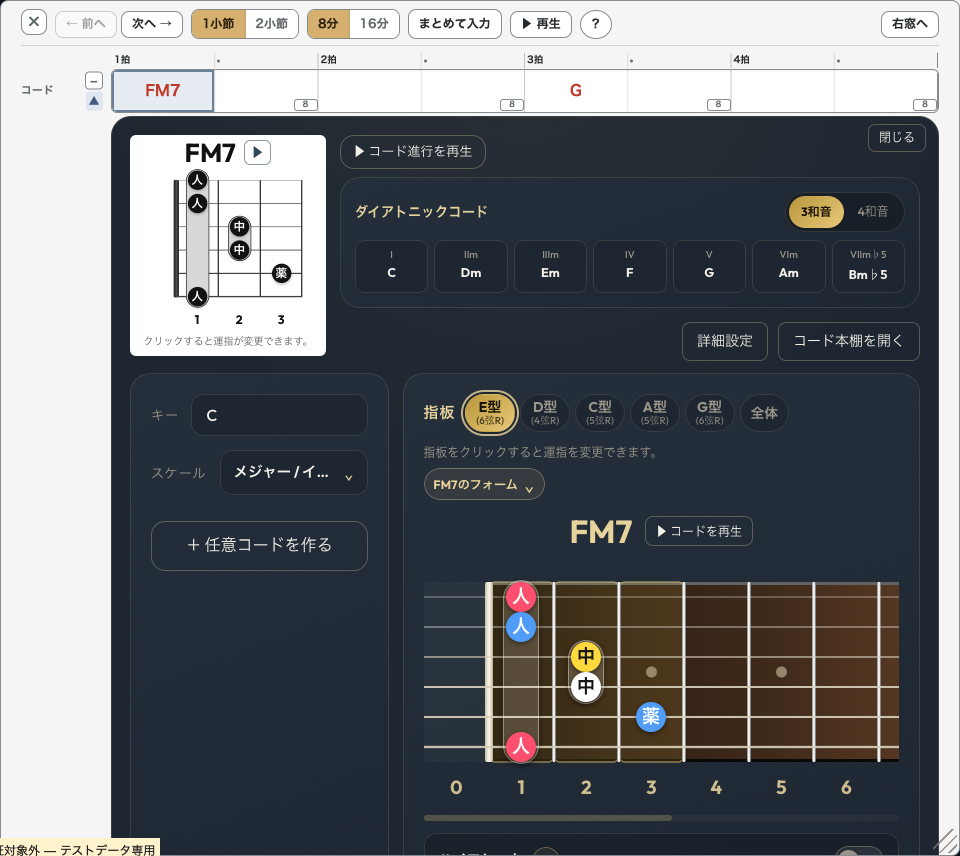 ✕ ← 前へ 次へ → 1小節 2小節 8分 16分 まとめて入力 ▶ 再生 ? 右窓へ
1拍 • 2拍 • 3拍 • 4拍 •
コード − FM7 G
▲ 8 8 8 8
閉じる
FM7 ▶
▶ コード進行を再生
人
人
中
中
薬
人
1 2 3
クリックすると運指が変更できます。
ダイアトニックコード 3和音 4和音
I IIm IIIm IV V VIm VIIm♭5
C Dm Em F G Am Bm♭5
詳細設定 コード本棚を開く
キー C
スケール メジャー / イ...
+ 任意コードを作る
指板 E型 D型 C型 A型 G型 全体
(6弦R) (4弦R) (5弦R) (5弦R) (6弦R)
指板をクリックすると運指を変更できます。
FM7のフォーム
FM7 ▶ コードを再生
人
人
中
中
薬
人
0 1 2 3 4 5 6
対象外 — テストデータ専用